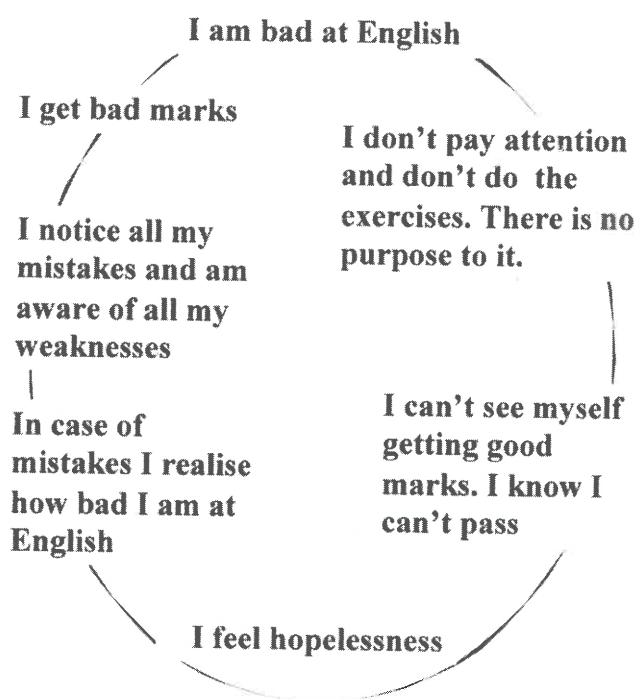 I am bad at English
I don't pay attention
and don't do the
exercises. There is no
purpose to it.
I can't see myself
getting good
marks. I know I
can't pass
I feel hopelessness
In case of
mistakes I realise
how bad I am at
English
I notice all my
mistakes and am
aware of all my
weaknesses
I get bad marks